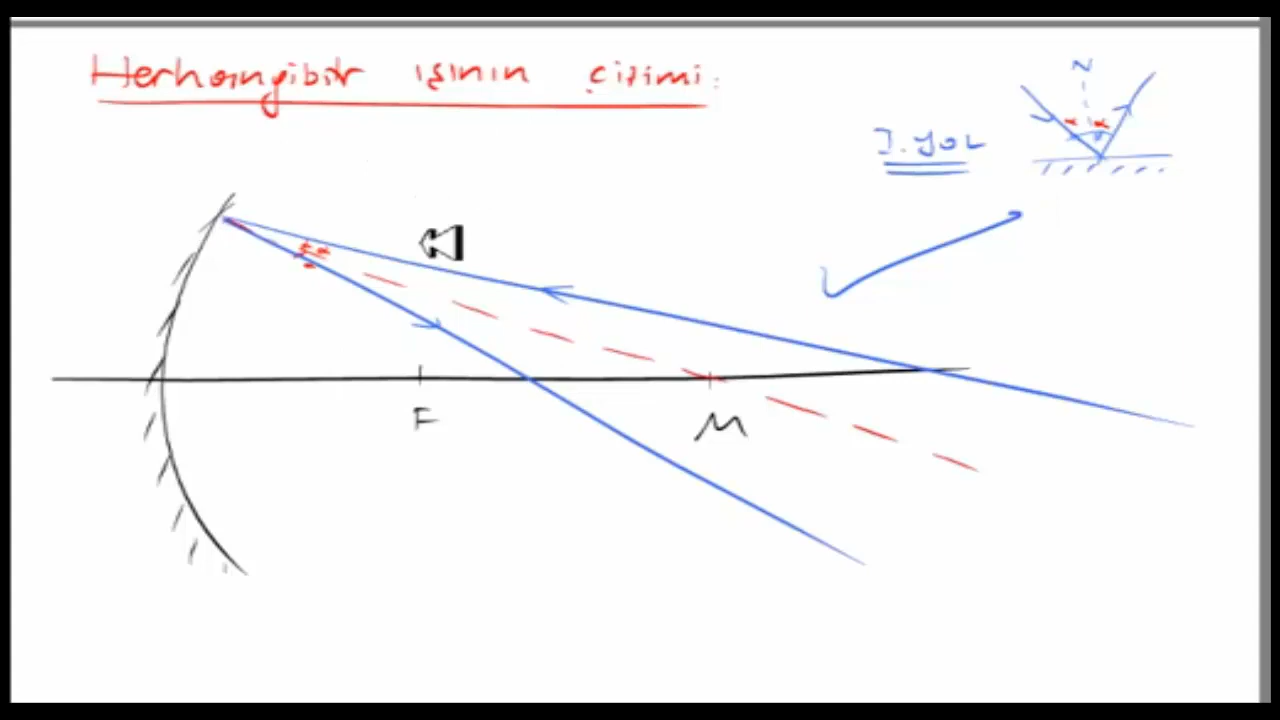 Herhangibir ışının çizimi:
I. yol
N
α α
α
α
F
M